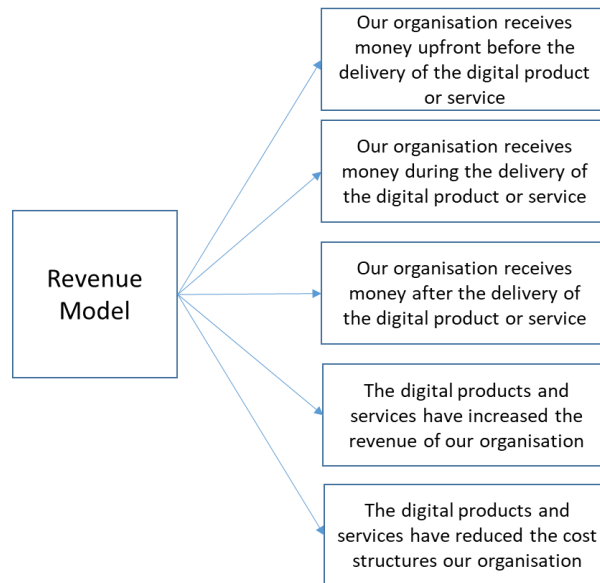 Our organisation receives
money upfront before the
delivery of the digital product
or service
Our organisation receives
money during the delivery of
the digital product or service
Revenue
Model
Our organisation receives
money after the delivery of
the digital product or service
The digital products and
services have increased the
revenue of our organisation
The digital products and
services have reduced the cost
structures our organisation